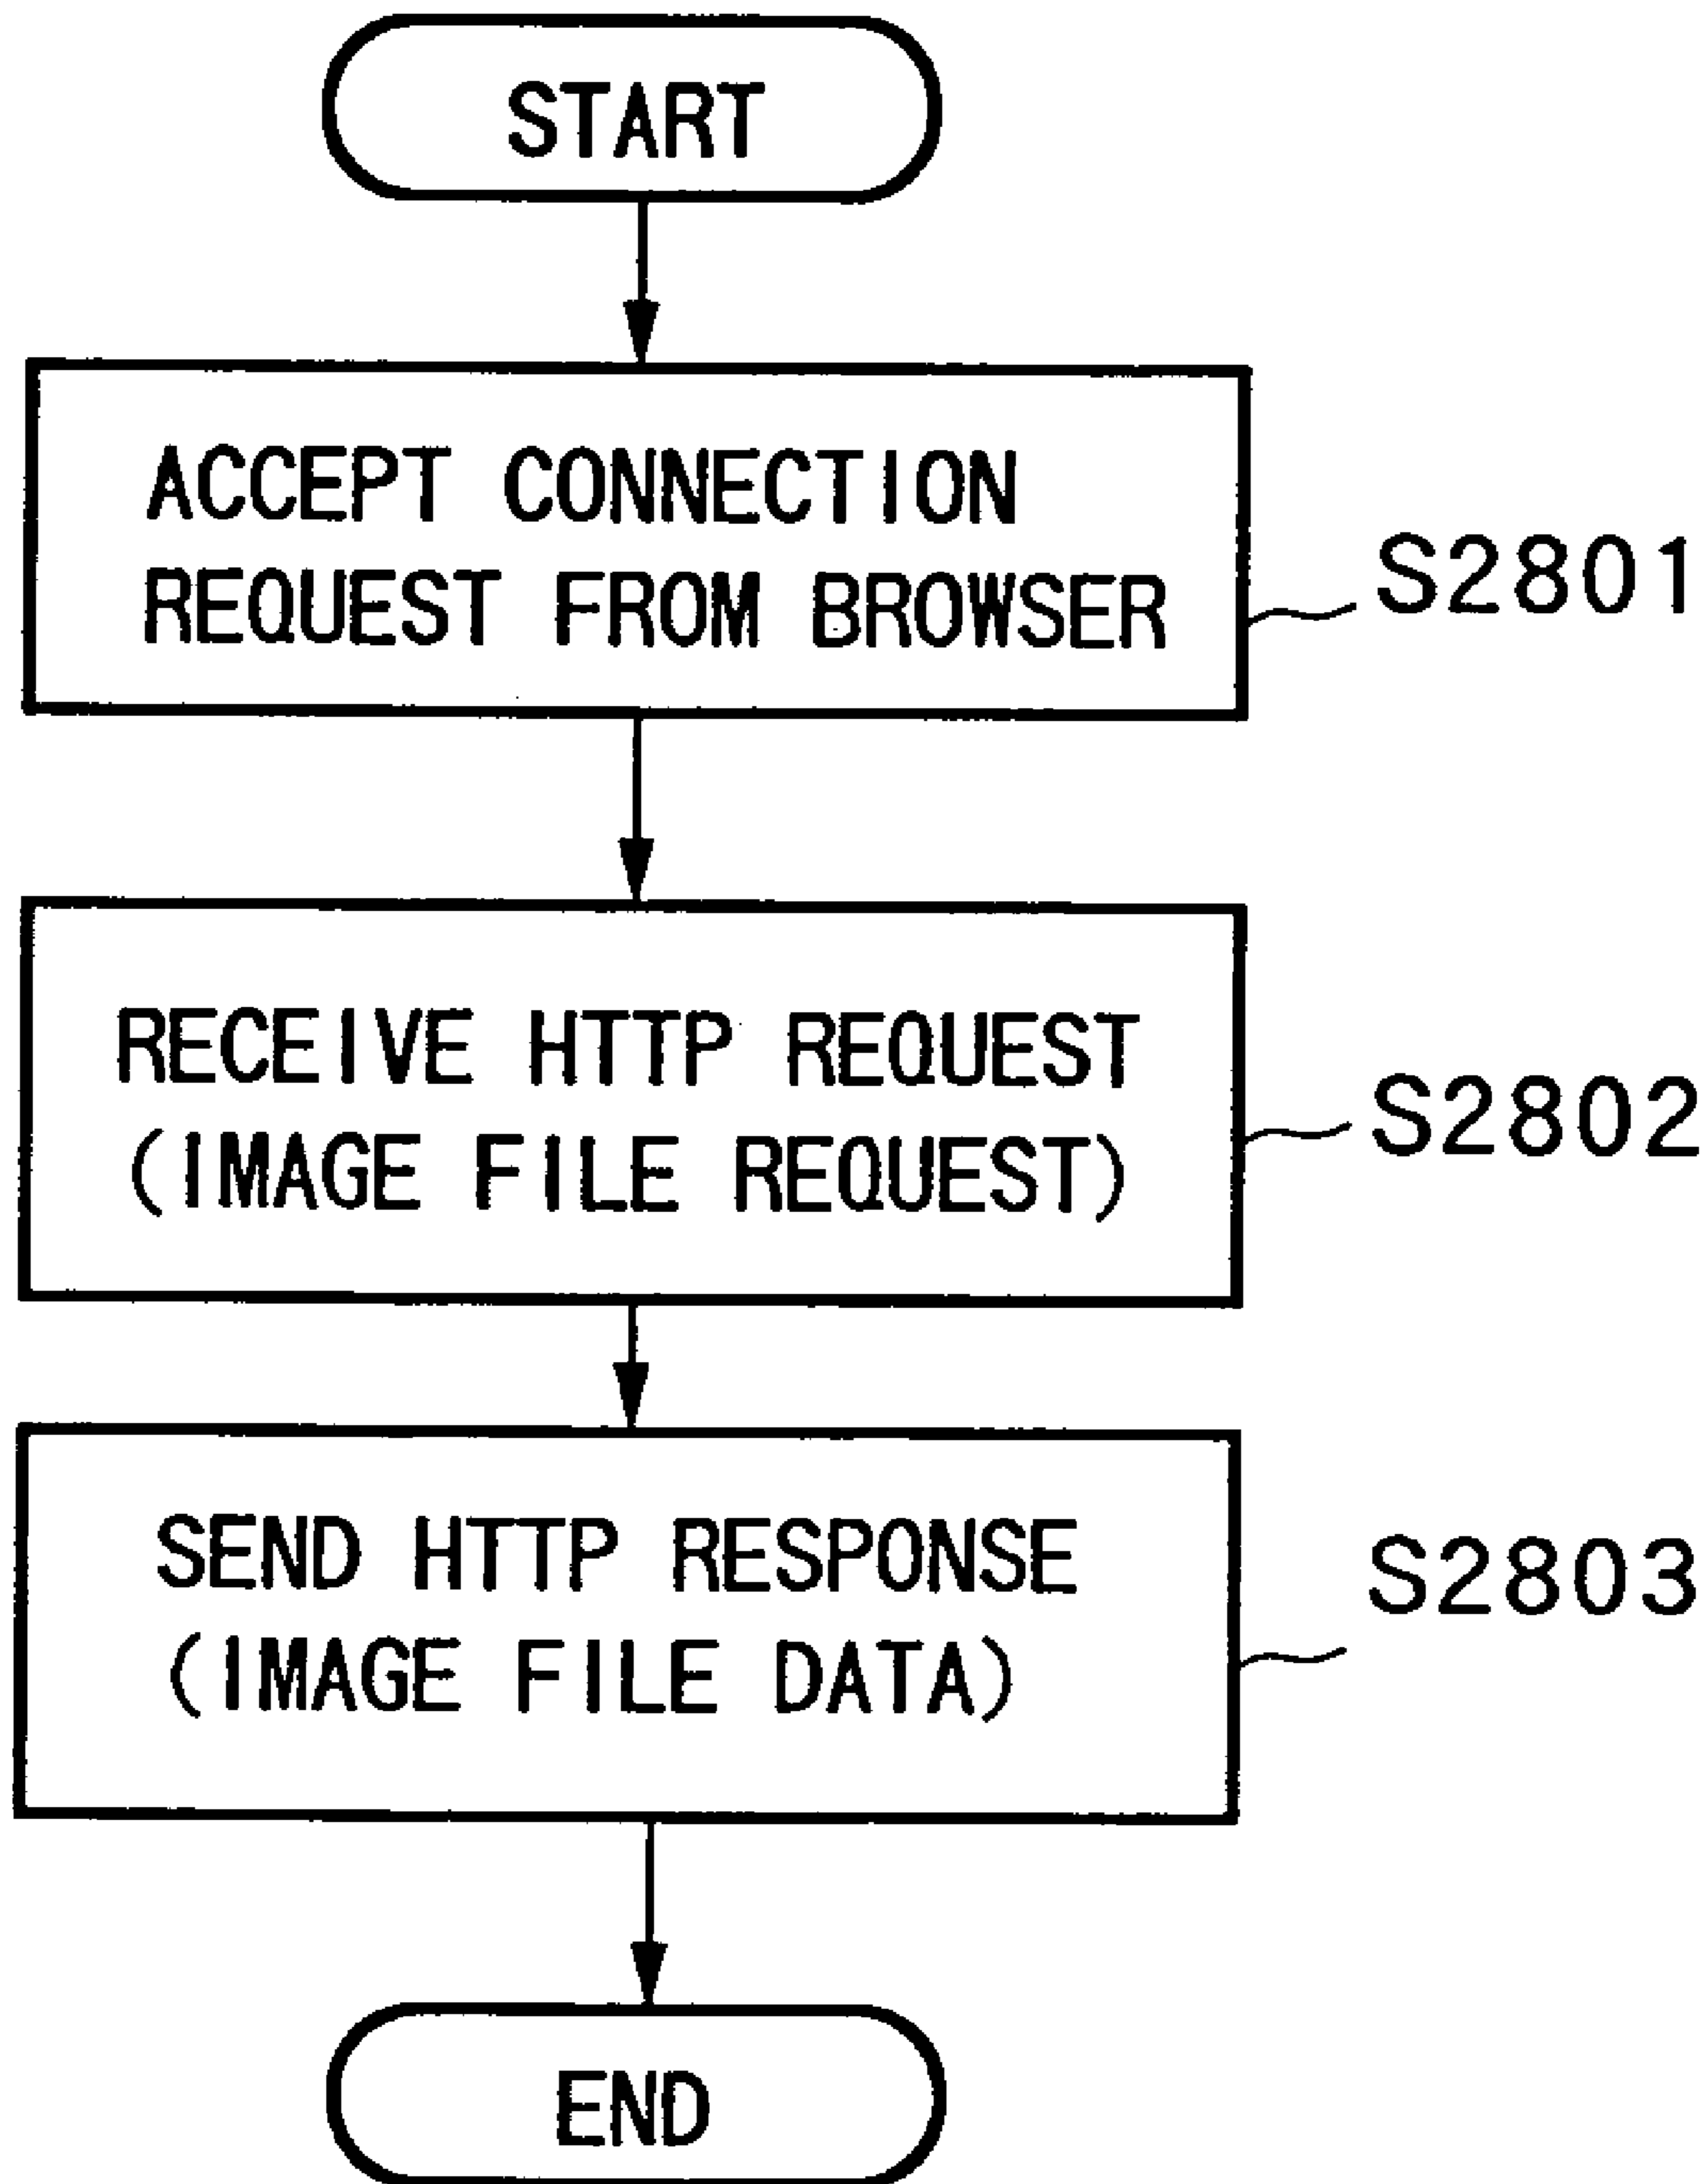 START
ACCEPT CONNECTION
REQUEST FROM BROWSER
S2801
RECEIVE HTTP REQUEST
(IMAGE FILE REQUEST)
S2802
SEND HTTP RESPONSE
(IMAGE FILE DATA)
S2803
END